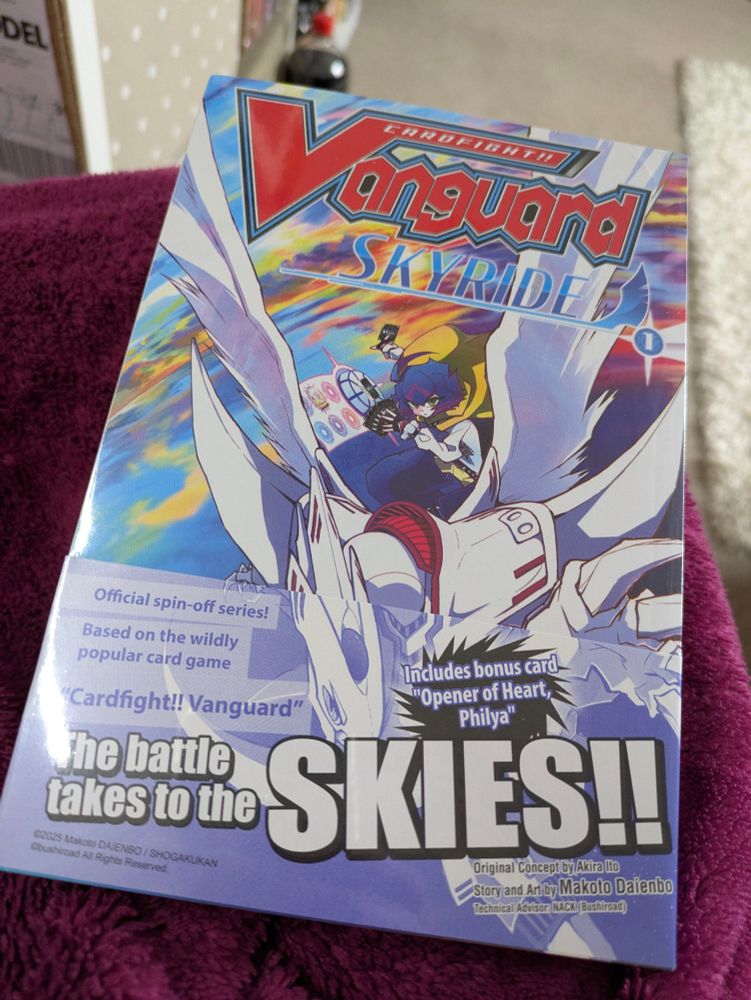 ODEL
CARDFIGHT!!
Vanguard
SKYRIDE
1
Official spin-off series!
Based on the wildly
popular card game
"Cardfight!! Vanguard"
Includes bonus card
"Opener of Heart,
Philya"
The battle
takes to the
SKIES!!
©2025 Makoto DAIENBO / SHOGAKUKAN
©bushiroad All Rights Reserved.
Original Concept by Akira Ito
Story and Art by Makoto Daienbo
Technical Advisor: NACK (Bushiroad)